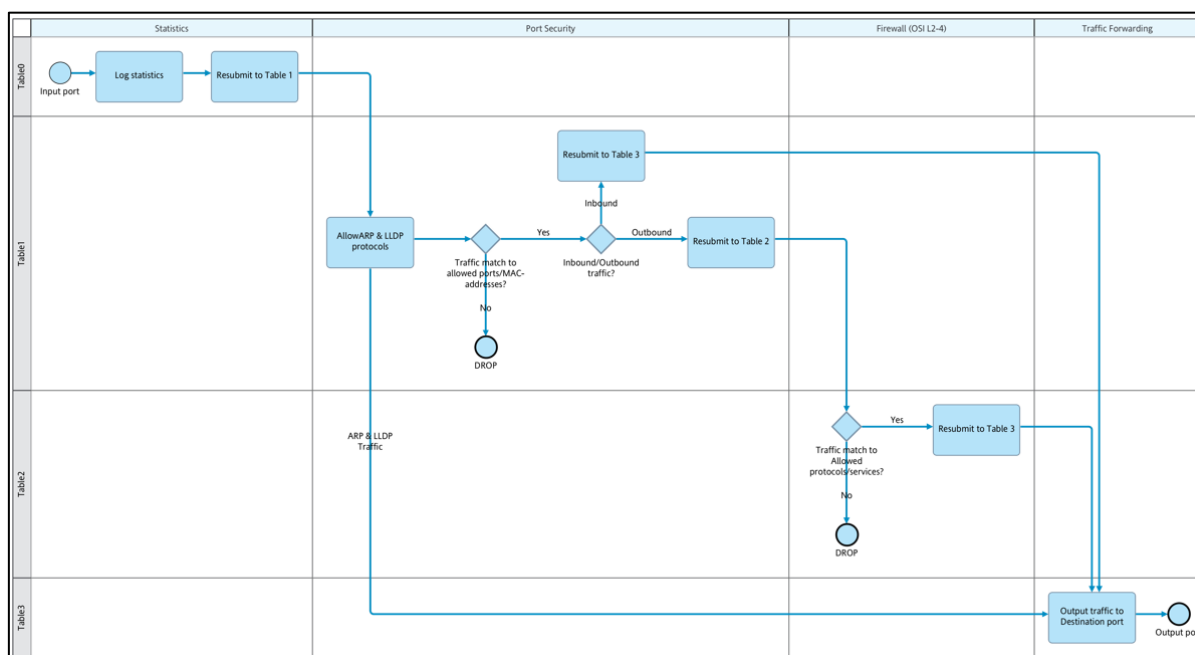 Statistics
Port Security
Firewall (OSI L2-4)
Traffic Forwarding
Table0
Input port
Log statistics
Resubmit to Table 1
Table1
Resubmit to Table 3
Inbound
AllowARP & LLDP
protocols
Yes
Outbound
Resubmit to Table 2
Traffic match to
allowed ports/MAC-
addresses?
Inbound/Outbound
traffic?
No
DROP
Table2
ARP & LLDP
Traffic
Yes
Resubmit to Table 3
Traffic match to
Allowed
protocols/services?
No
DROP
Table3
Output traffic to
Destination port
Output po